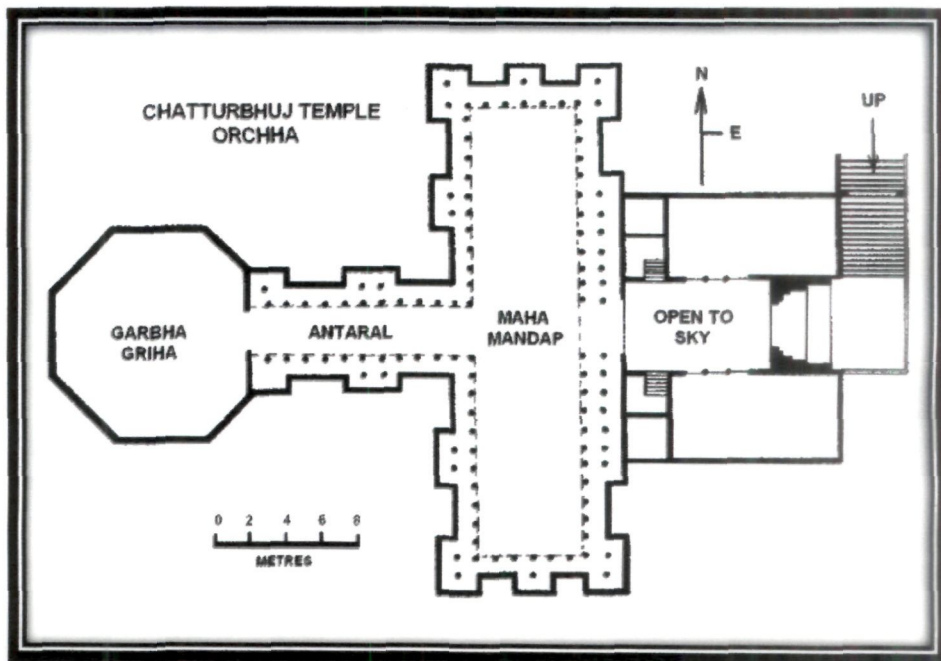 CHATTURBHUJ TEMPLE
ORCHHA
N
E
UP
GARBHA
GRIHA
ANTARAL
MAHA
MANDAP
OPEN TO
SKY
0 2 4 6 8
METRES